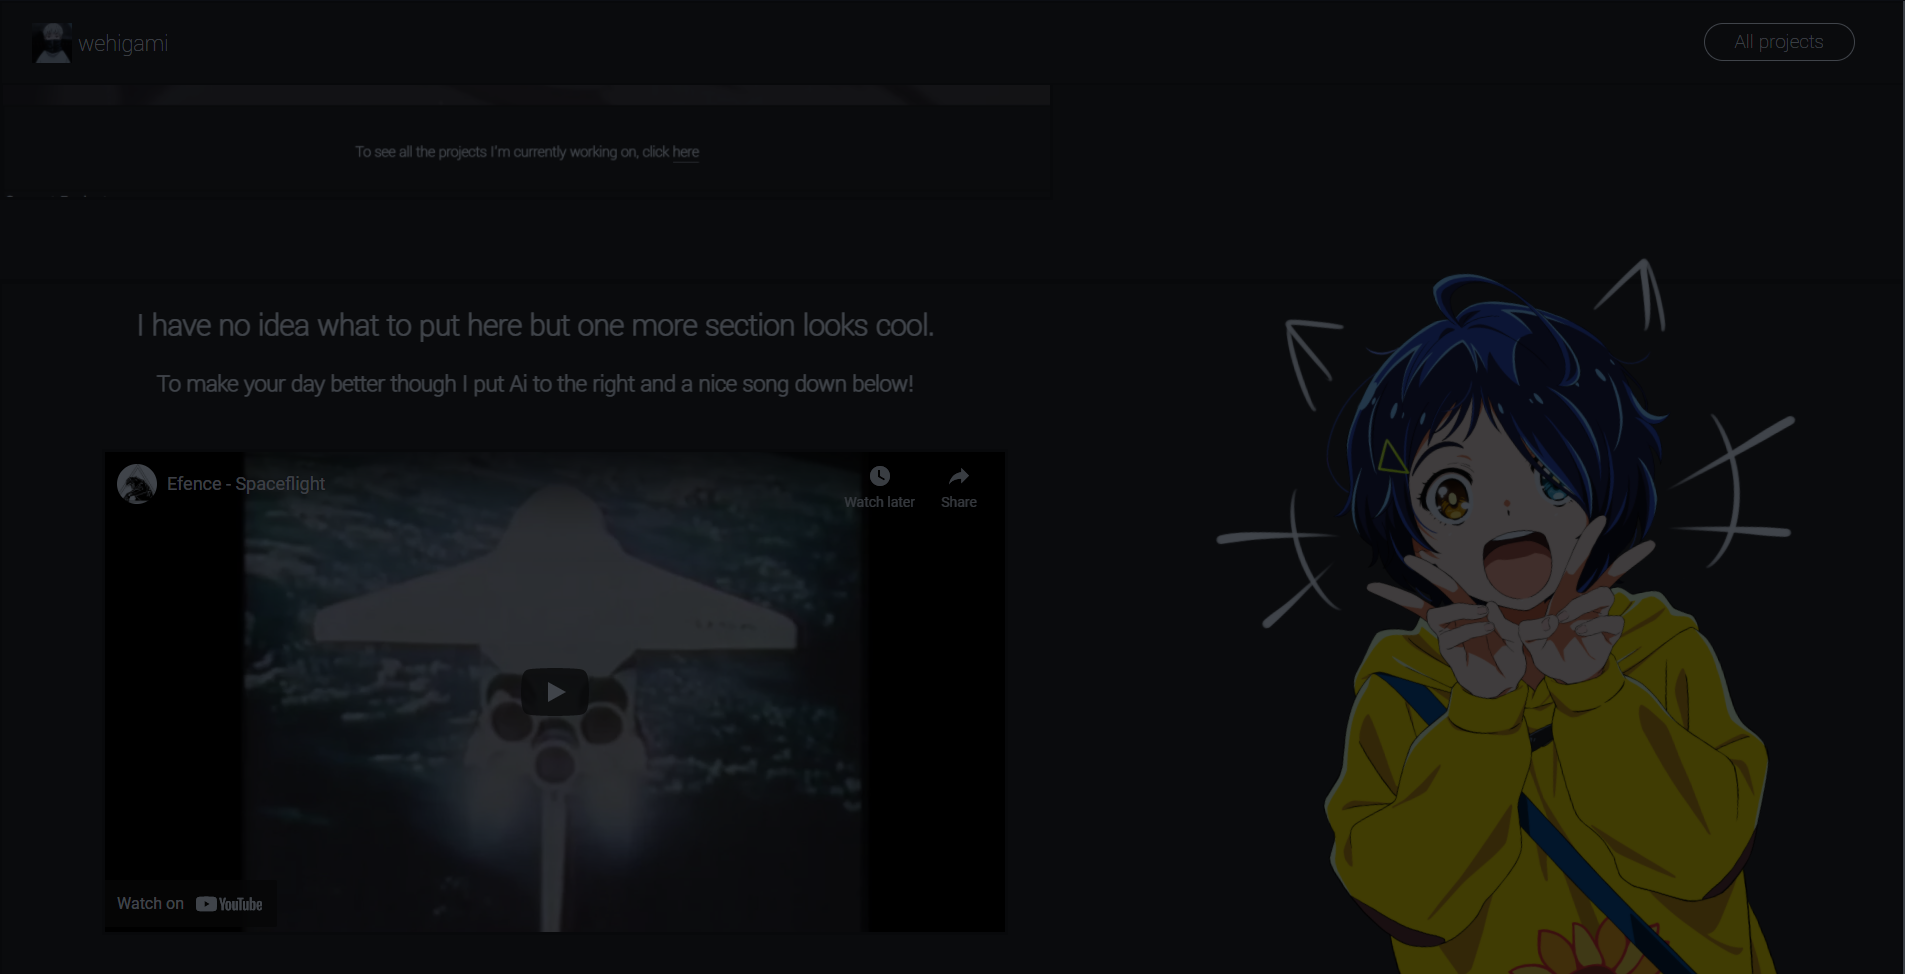 wehigami
All projects
To see all the projects I'm currently working on, click here
I have no idea what to put here but one more section looks cool.
To make your day better though I put Ai to the right and a nice song down below!
Efence - Spaceflight
Watch later
Share
Watch on YouTube